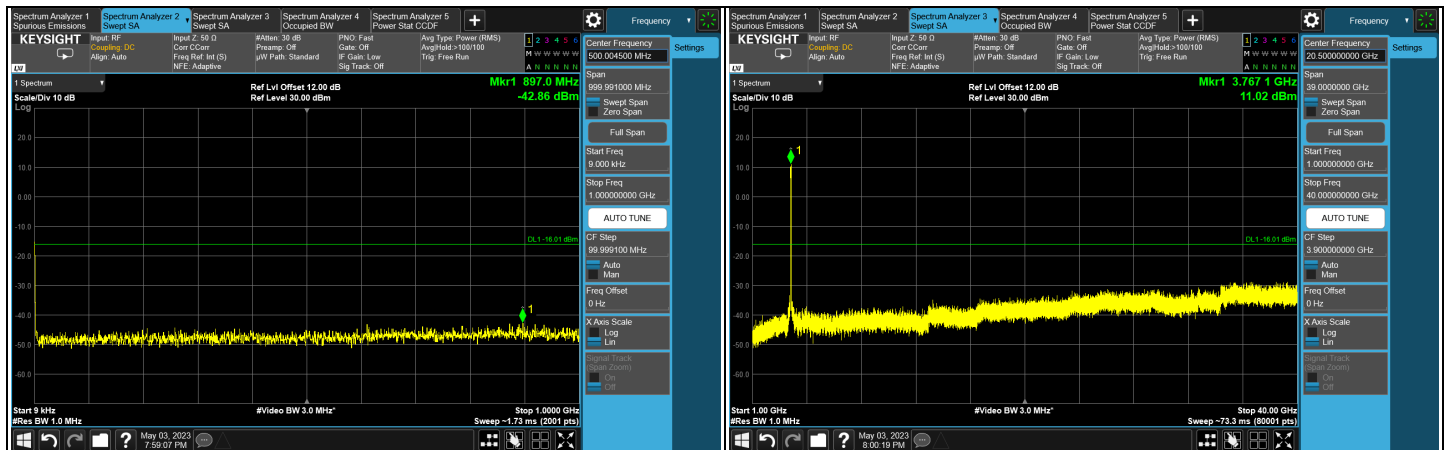 Spectrum Analyzer 1
Spurious Emissions
Spectrum Analyzer 2
Swept SA
Spectrum Analyzer 3
Swept SA
Spectrum Analyzer 4
Occupied BW
Spectrum Analyzer 5
Power Stat CCDF
Frequency
KEYSIGHT
LXI
Input: RF
Coupling: DC
Align: Auto
Input Z: 50 Ω
Corr CCorr
Freq Ref: Int (S)
NFE: Adaptive
#Atten: 30 dB
Preamp: Off
µW Path: Standard
PNO: Fast
Gate: Off
IF Gain: Low
Sig Track: Off
Avg Type: Power (RMS)
Avg|Hold:>100/100
Trig: Free Run
1 2 3 4 5 6
M W W W W W
A N N N N N
1 Spectrum
Scale/Div 10 dB
Log
Ref Lvl Offset 12.00 dB
Ref Level 30.00 dBm
Mkr1 897.0 MHz
-42.86 dBm
20.0
10.0
0.00
-10.0
-20.0
-30.0
-40.0
-50.0
-60.0
DL1 -16.01 dBm
1
Start 9 kHz
#Res BW 1.0 MHz
#Video BW 3.0 MHz*
Stop 1.0000 GHz
Sweep ~1.73 ms (2001 pts)
Center Frequency
500.004500 MHz
Settings
Span
999.991000 MHz
Swept Span
Zero Span
Full Span
Start Freq
9.000 kHz
Stop Freq
1.000000000 GHz
AUTO TUNE
CF Step
99.999100 MHz
Auto
Man
Freq Offset
0 Hz
X Axis Scale
Log
Lin
Signal Track
(Span Zoom)
On
Off
May 03, 2023
7:59:07 PM
Spectrum Analyzer 1
Spurious Emissions
Spectrum Analyzer 2
Swept SA
Spectrum Analyzer 3
Swept SA
Spectrum Analyzer 4
Occupied BW
Spectrum Analyzer 5
Power Stat CCDF
Frequency
KEYSIGHT
LXI
Input: RF
Coupling: DC
Align: Auto
Input Z: 50 Ω
Corr CCorr
Freq Ref: Int (S)
NFE: Adaptive
#Atten: 30 dB
Preamp: Off
µW Path: Standard
PNO: Fast
Gate: Off
IF Gain: Low
Sig Track: Off
Avg Type: Power (RMS)
Avg|Hold:>100/100
Trig: Free Run
1 2 3 4 5 6
M W W W W W
A N N N N N
1 Spectrum
Scale/Div 10 dB
Log
Ref Lvl Offset 12.00 dB
Ref Level 30.00 dBm
Mkr1 3.767 1 GHz
11.02 dBm
20.0
10.0
0.00
-10.0
-20.0
-30.0
-40.0
-50.0
-60.0
DL1 -16.01 dBm
1
Start 1.00 GHz
#Res BW 1.0 MHz
#Video BW 3.0 MHz*
Stop 40.00 GHz
Sweep ~73.3 ms (80001 pts)
Center Frequency
20.500000000 GHz
Settings
Span
39.0000000 GHz
Swept Span
Zero Span
Full Span
Start Freq
1.000000000 GHz
Stop Freq
40.000000000 GHz
AUTO TUNE
CF Step
3.900000000 GHz
Auto
Man
Freq Offset
0 Hz
X Axis Scale
Log
Lin
Signal Track
(Span Zoom)
On
Off
May 03, 2023
8:00:19 PM